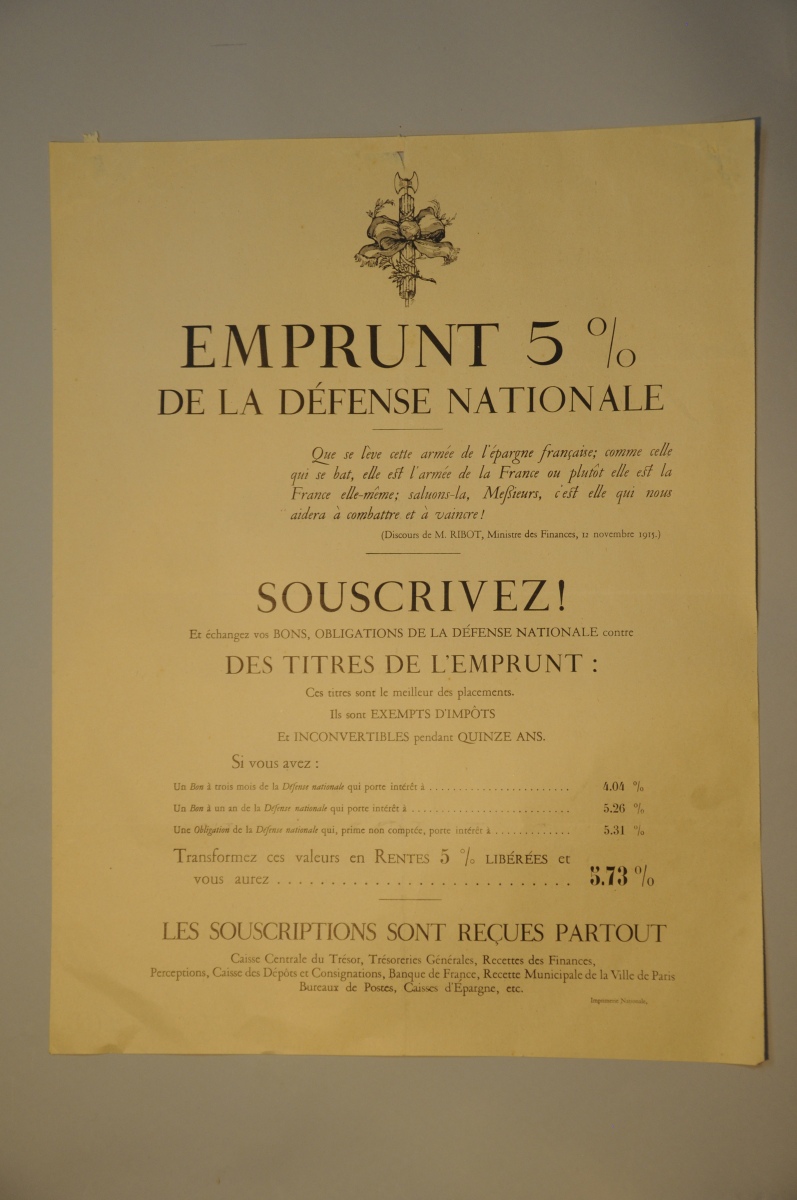 EMPRUNT 5 %
DE LA DÉFENSE NATIONALE
Que se lève cette armée de l'épargne française; comme celle
qui se bat, elle est l'armée de la France ou plutôt elle est la
France elle-même; saluons-la, Meſsieurs, c'est elle qui nous
aidera à combattre et à vaincre !
(Discours de M. RIBOT, Ministre des Finances, 12 novembre 1915.)
SOUSCRIVEZ!
Et échangez vos BONS, OBLIGATIONS DE LA DÉFENSE NATIONALE contre
DES TITRES DE L'EMPRUNT :
Ces titres sont le meilleur des placements.
Ils sont EXEMPTS D'IMPÔTS
Et INCONVERTIBLES pendant QUINZE ANS.
Si vous avez :
Un Bon à trois mois de la Défense nationale qui porte intérêt à ........................ 4.04 %
Un Bon à un an de la Défense nationale qui porte intérêt à ........................... 5.26 %
Une Obligation de la Défense nationale qui, prime non comptée, porte intérêt à ............. 5.31 %
Transformez ces valeurs en RENTES 5 % LIBÉRÉES et
vous aurez ............................ 5.73 %
LES SOUSCRIPTIONS SONT REÇUES PARTOUT
Caisse Centrale du Trésor, Trésoreries Générales, Recettes des Finances,
Perceptions, Caisse des Dépôts et Consignations, Banque de France, Recette Municipale de la Ville de Paris
Bureaux de Postes, Caisses d'Épargne, etc.
Imprimerie Nationale.